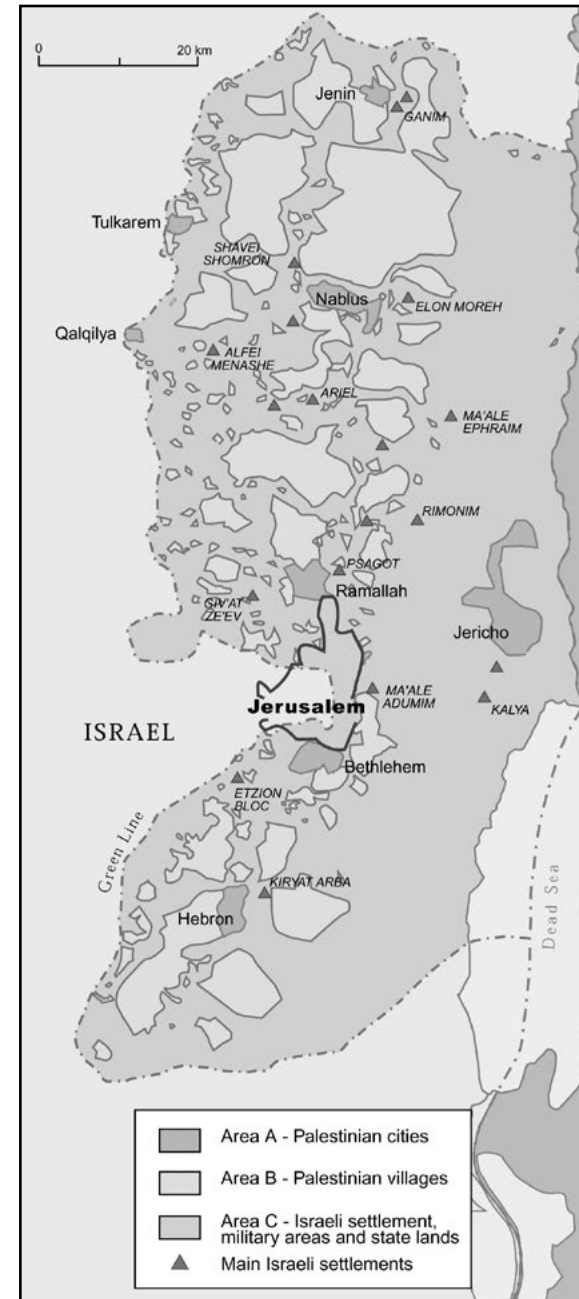 0 20 km
Jenin
GANIM
Tulkarem
SHAVEI
SHOMRON
Nablus
ELON MOREH
Qalqilya
ALFEI
MENASHE
ARIEL
MA'ALE
EPHRAIM
RIMONIM
PSAGOT
Ramallah
GIV'AT
ZE'EV
Jericho
MA'ALE
ADUMIM
KALYA
Jerusalem
ISRAEL
Bethlehem
ETZION
BLOC
Green Line
KIRYAT ARBA
Hebron
Dead Sea
Area A - Palestinian cities
Area B - Palestinian villages
Area C - Israeli settlement,
military areas and state lands
Main Israeli settlements